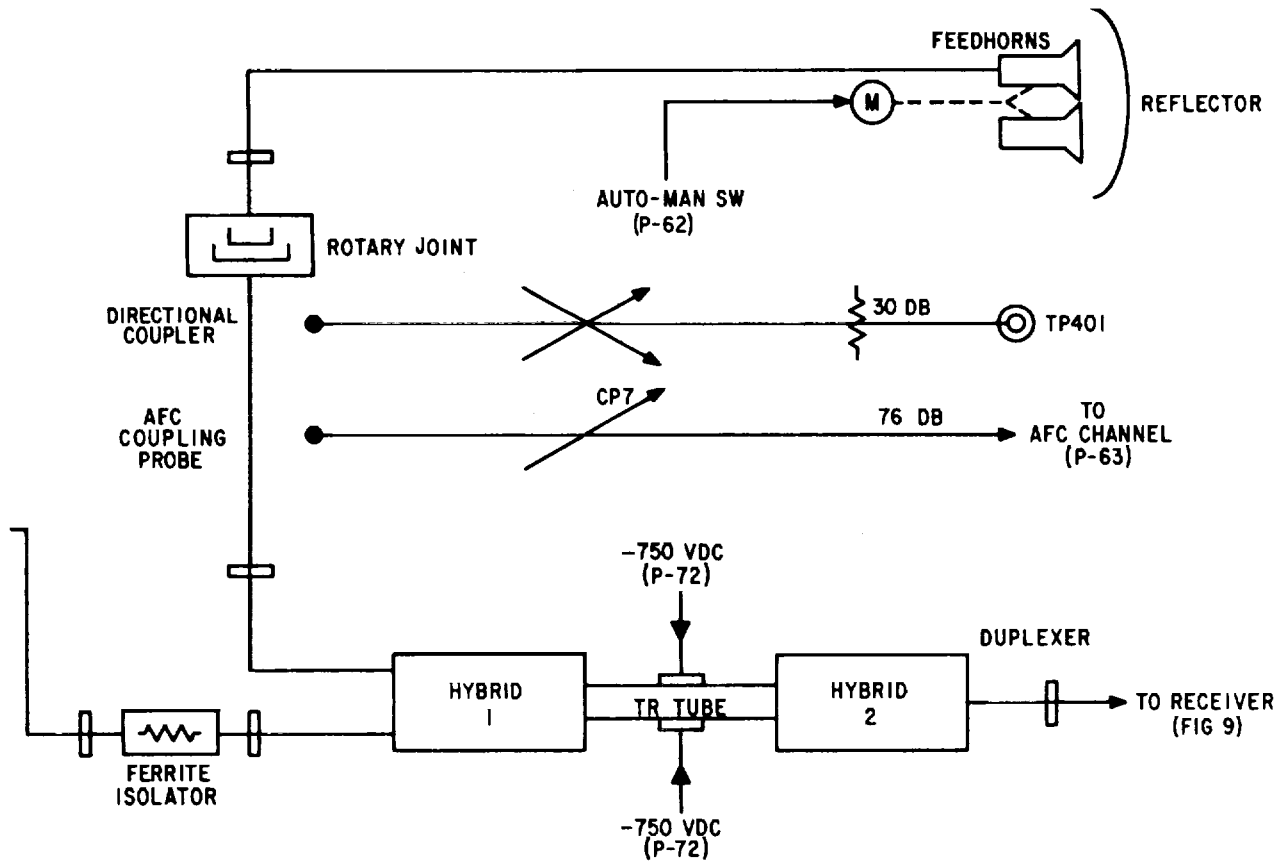 FEEDHORNS
M
REFLECTOR
AUTO-MAN SW
(P-62)
ROTARY JOINT
DIRECTIONAL
COUPLER
30 DB
TP401
CP7
AFC
COUPLING
PROBE
76 DB
TO
AFC CHANNEL
(P-63)
-750 VDC
(P-72)
DUPLEXER
HYBRID
1
TR TUBE
HYBRID
2
TO RECEIVER
(FIG 9)
FERRITE
ISOLATOR
-750 VDC
(P-72)